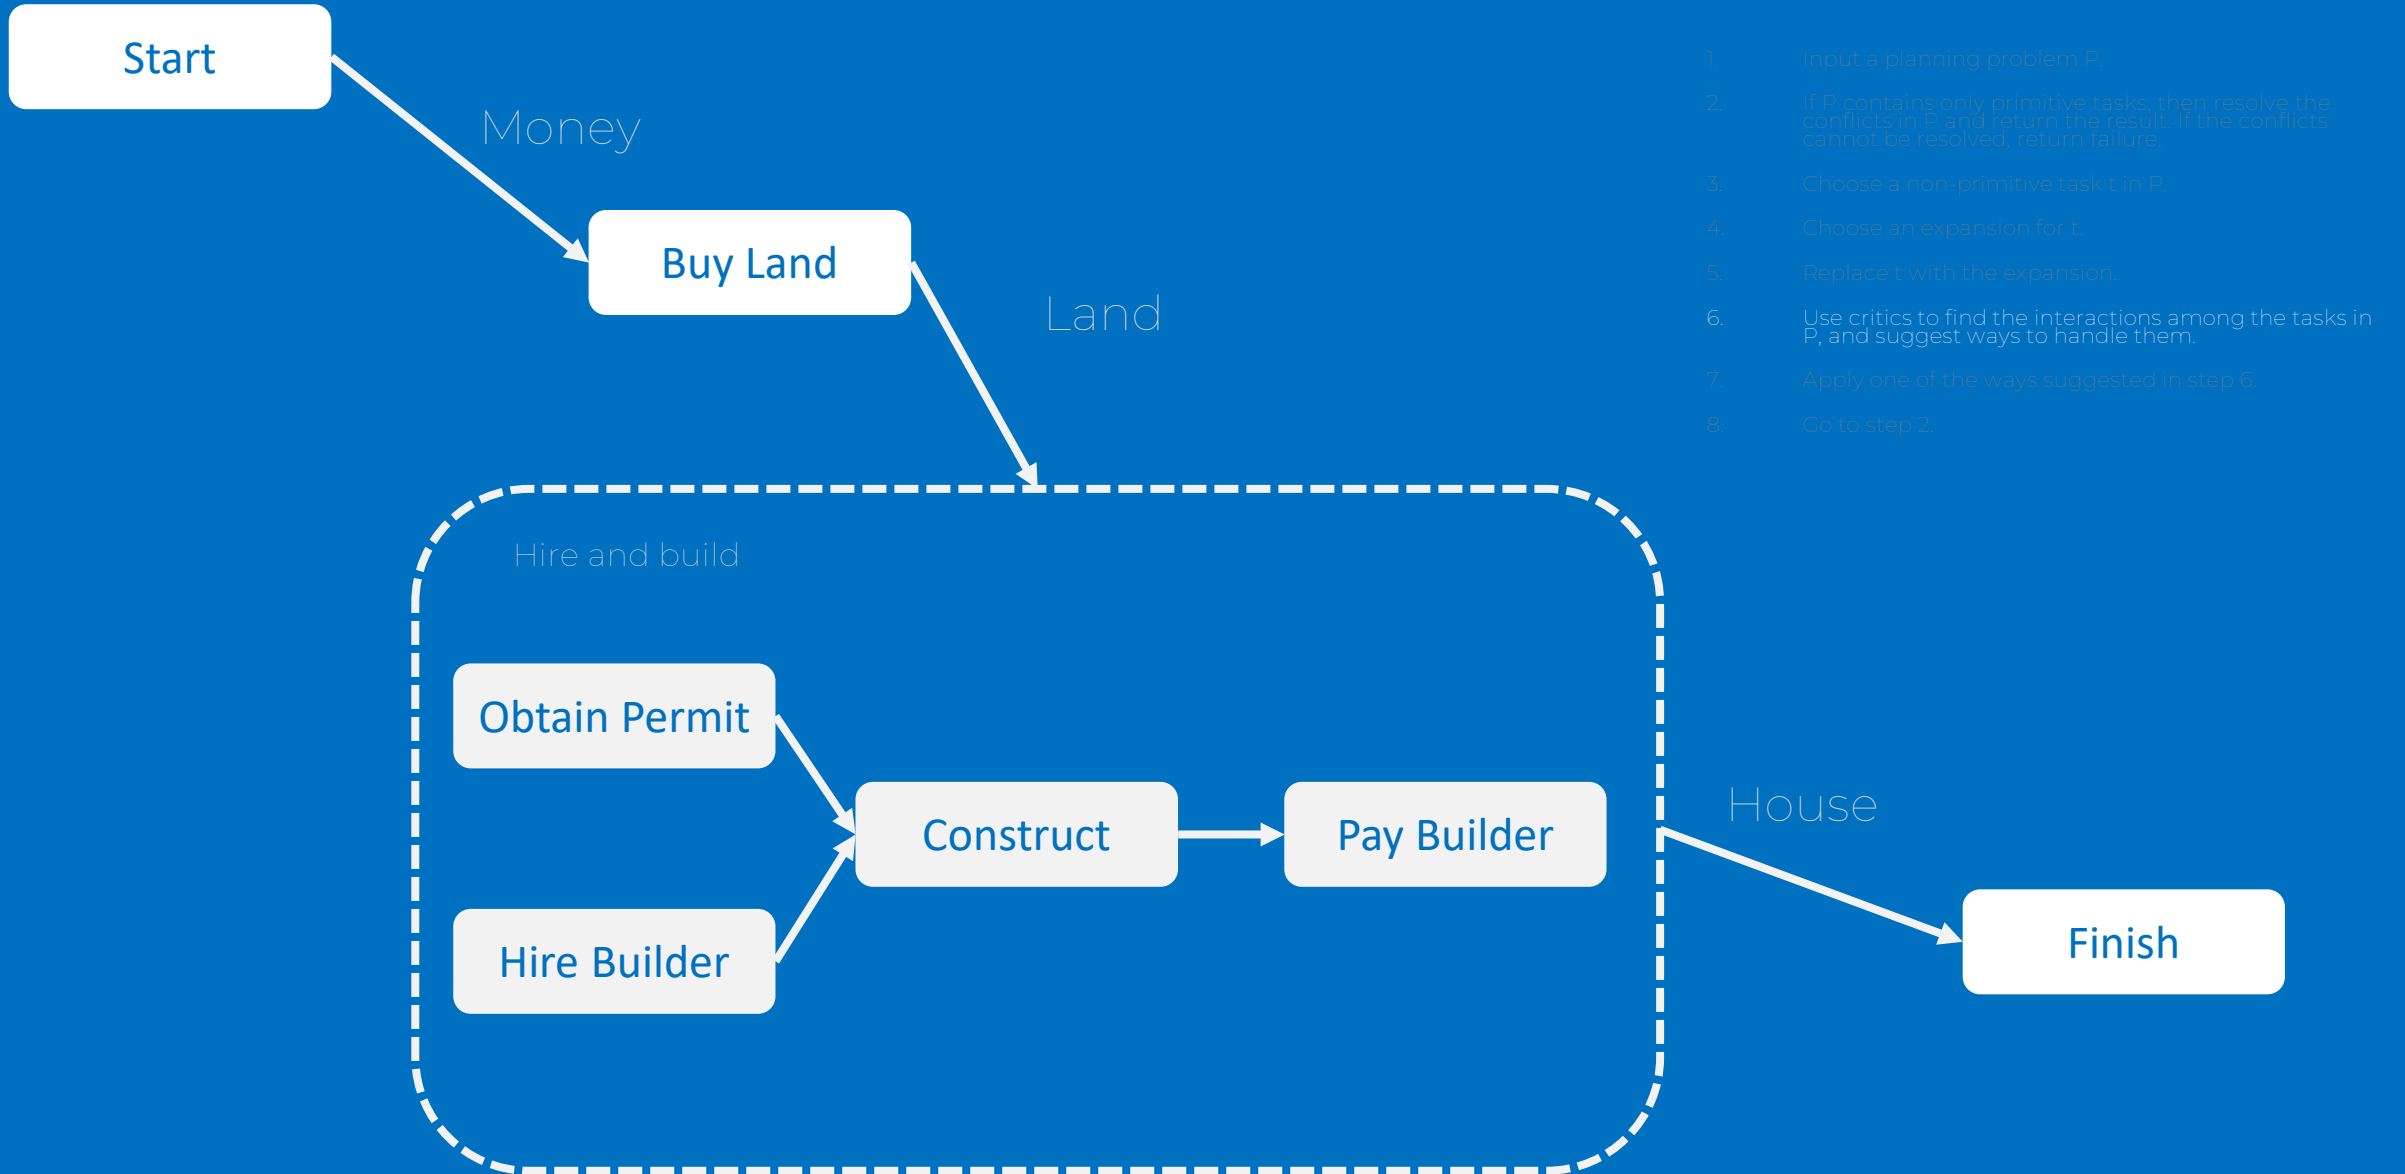 Start
Money
Buy Land
Land
1. Input a planning problem P.
2. If P contains only primitive tasks, then resolve the
conflicts in P and return the result. If the conflicts
cannot be resolved, return failure.
3. Choose a non-primitive task t in P.
4. Choose an expansion for t.
5. Replace t with the expansion.
6. Use critics to find the interactions among the tasks in
P, and suggest ways to handle them.
7. Apply one of the ways suggested in step 6.
8. Go to step 2.
Hire and build
Obtain Permit
Hire Builder
Construct
Pay Builder
House
Finish